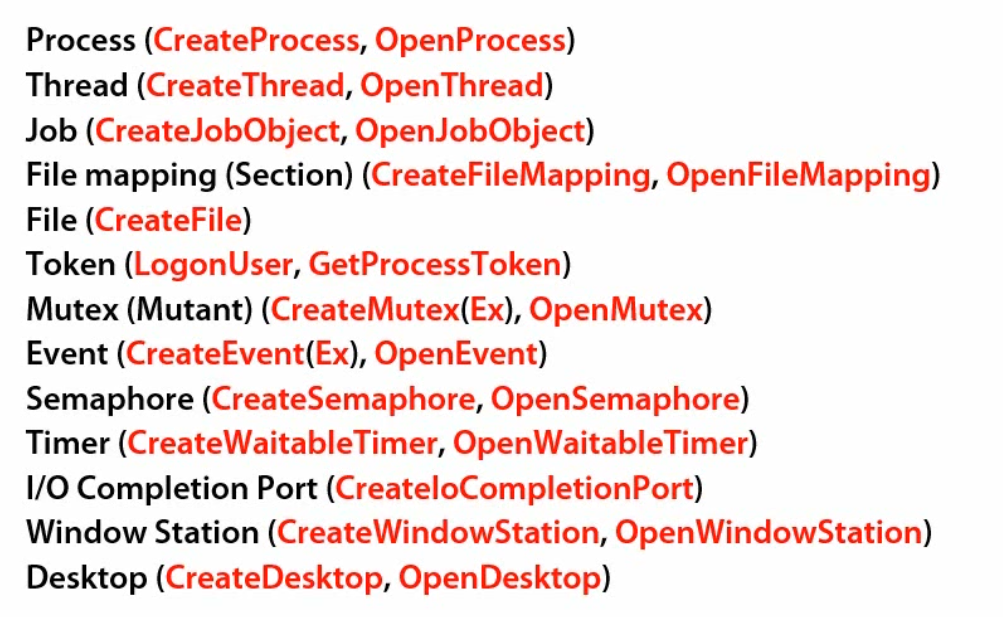 Process (CreateProcess, OpenProcess)
Thread (CreateThread, OpenThread)
Job (CreateJobObject, OpenJobObject)
File mapping (Section) (CreateFileMapping, OpenFileMapping)
File (CreateFile)
Token (LogonUser, GetProcessToken)
Mutex (Mutant) (CreateMutex(Ex), OpenMutex)
Event (CreateEvent(Ex), OpenEvent)
Semaphore (CreateSemaphore, OpenSemaphore)
Timer (CreateWaitableTimer, OpenWaitableTimer)
I/O Completion Port (CreateIoCompletionPort)
Window Station (CreateWindowStation, OpenWindowStation)
Desktop (CreateDesktop, OpenDesktop)